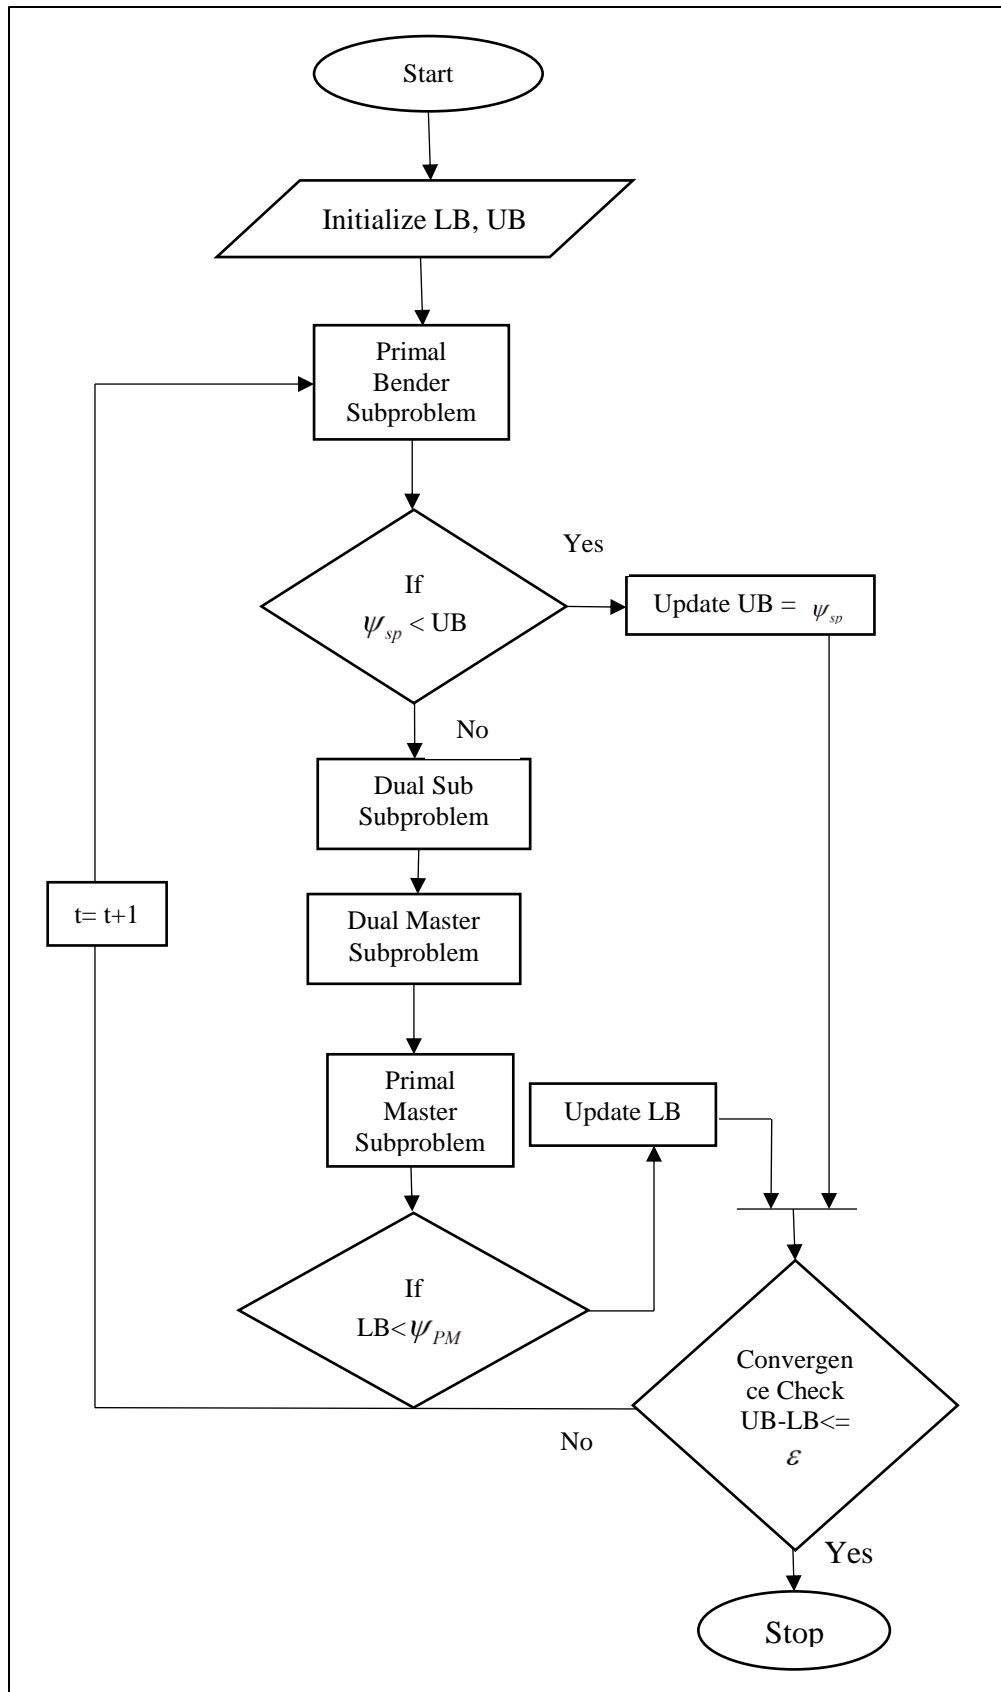 Start
Initialize LB, UB
Primal
Bender
Subproblem
If
ψsp < UB
Yes
Update UB = ψsp
No
Dual Sub
Subproblem
t= t+1
Dual Master
Subproblem
Primal
Master
Subproblem
Update LB
If
LB<ψPM
Convergen
ce Check
UB-LB<=
ε
No
Yes
Stop